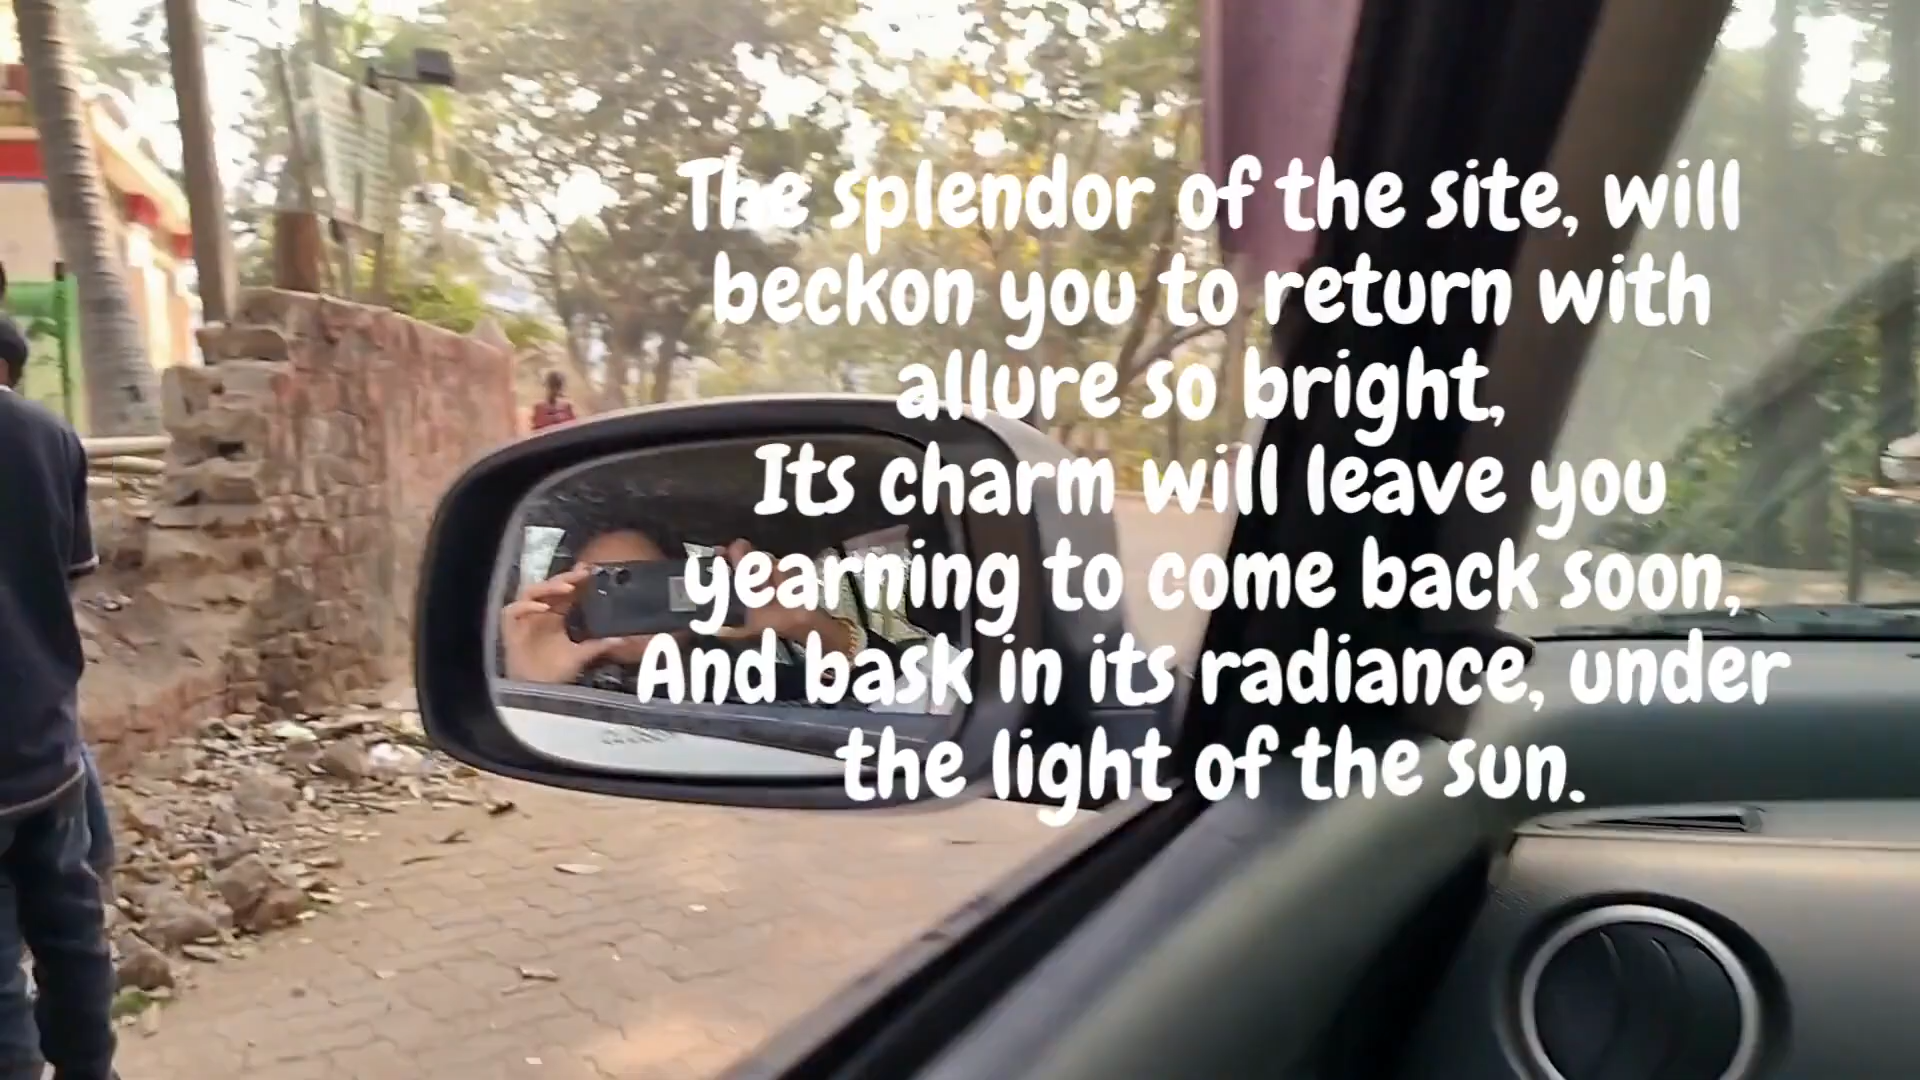 The splendor of the site, will
beckon you to return with
allure so bright,
Its charm will leave you
yearning to come back soon,
And bask in its radiance, under
the light of the sun.